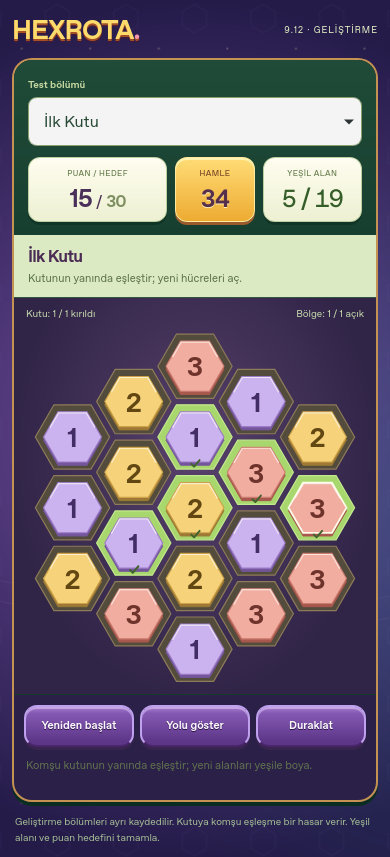 HEXROTA.
9.12 · GELİŞTİRME
Test bölümü
İlk Kutu
PUAN / HEDEF
HAMLE
YEŞİL ALAN
15 / 30
34
5 / 19
İlk Kutu
Kutunun yanında eşleştir; yeni hücreleri aç.
Kutu: 1 / 1 kırıldı
Bölge: 1 / 1 açık
3
2
1
1
1
2
2
3
1
2
3
1
1
2
2
3
3
3
1
Yeniden başlat
Yolu göster
Duraklat
Komşu kutunun yanında eşleştir; yeni alanları yeşile boya.
Geliştirme bölümleri ayrı kaydedilir. Kutuya komşu eşleşme bir hasar verir. Yeşil
alanı ve puan hedefini tamamla.